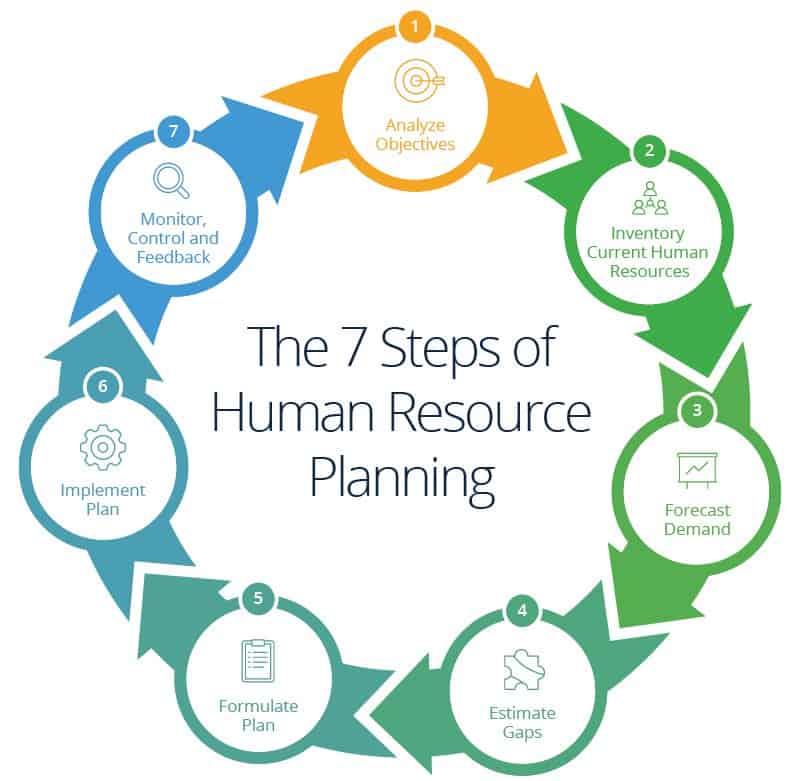 The 7 Steps of
Human Resource
Planning
1
Analyze
Objectives
2
Inventory
Current Human
Resources
3
Forecast
Demand
4
Estimate
Gaps
5
Formulate
Plan
6
Implement
Plan
7
Monitor,
Control and
Feedback